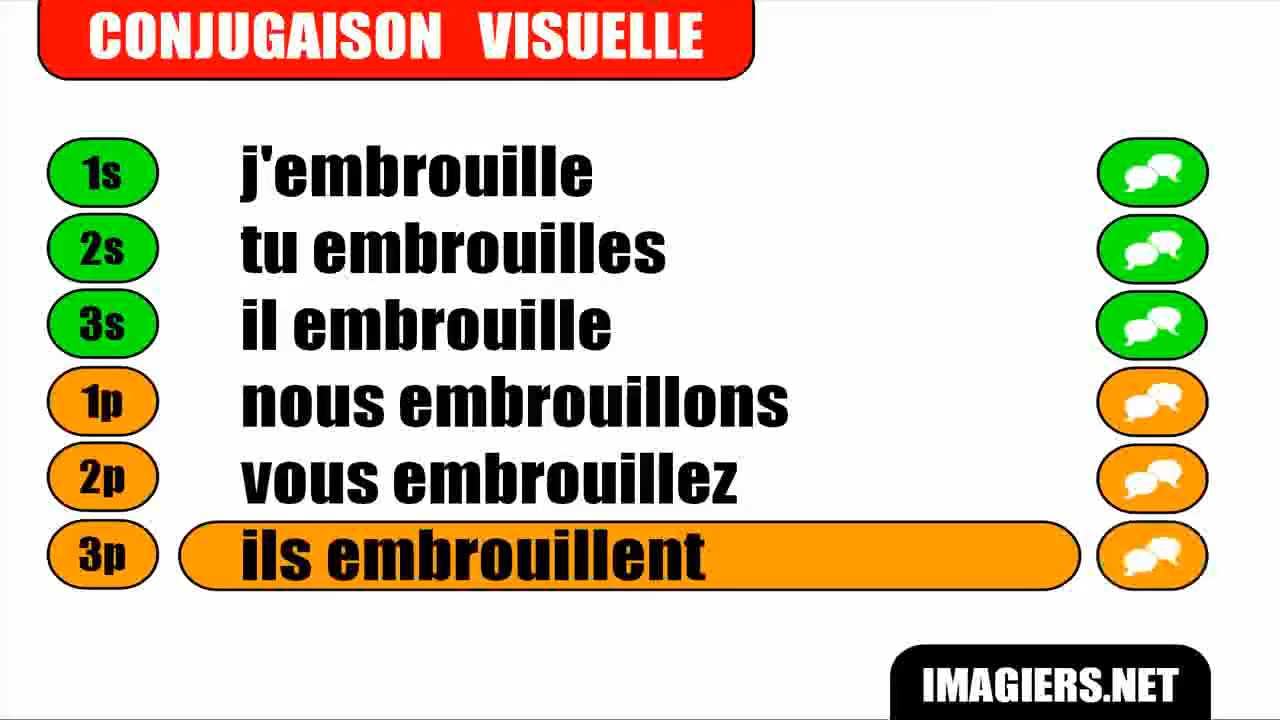 CONJUGAISON VISUELLE
1s j'embrouille
2s tu embrouilles
3s il embrouille
1p nous embrouillons
2p vous embrouillez
3p ils embrouillent
IMAGIERS.NET